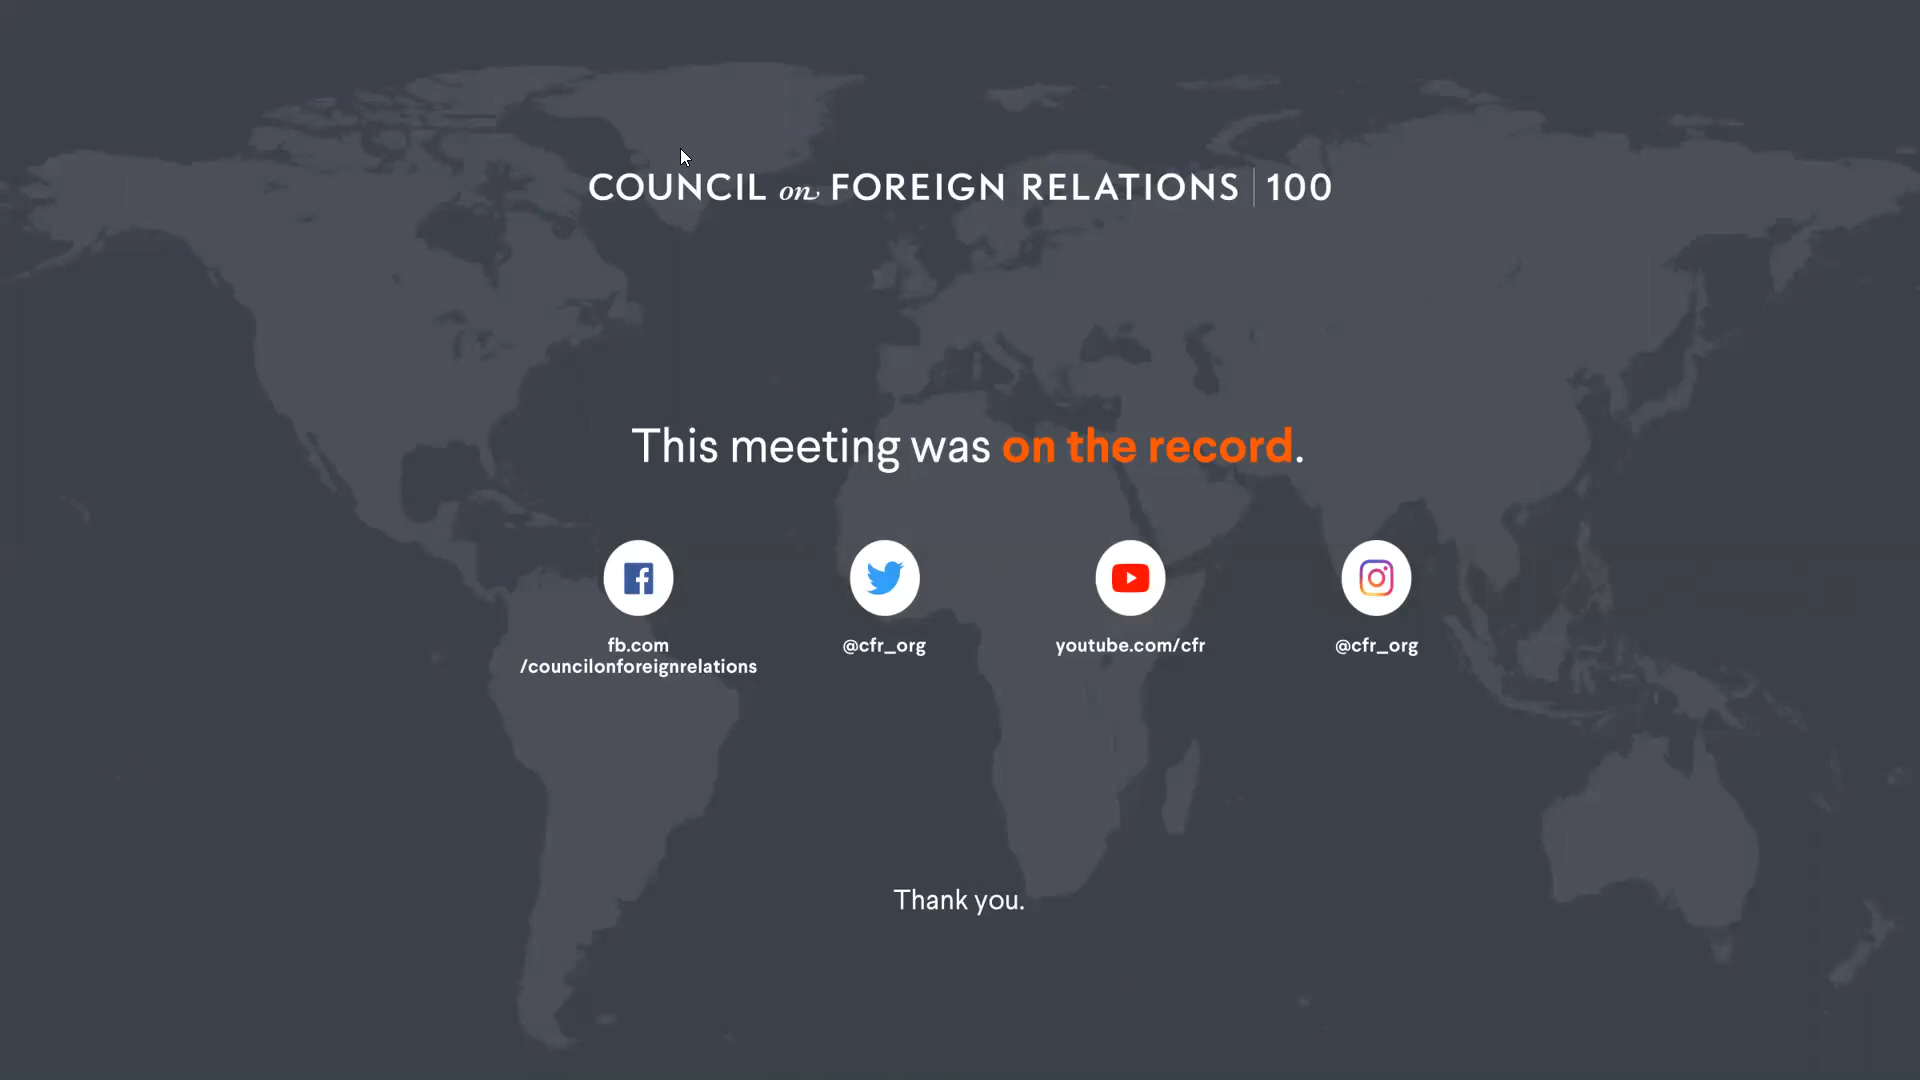 COUNCIL on FOREIGN RELATIONS | 100
This meeting was on the record.
fb.com
/councilonforeignrelations
@cfr_org
youtube.com/cfr
@cfr_org
Thank you.